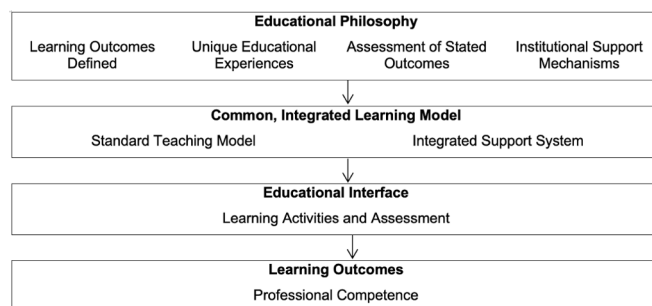 Educational Philosophy
Learning Outcomes Defined
Unique Educational Experiences
Assessment of Stated Outcomes
Institutional Support Mechanisms
Common, Integrated Learning Model
Standard Teaching Model
Integrated Support System
Educational Interface
Learning Activities and Assessment
Learning Outcomes
Professional Competence